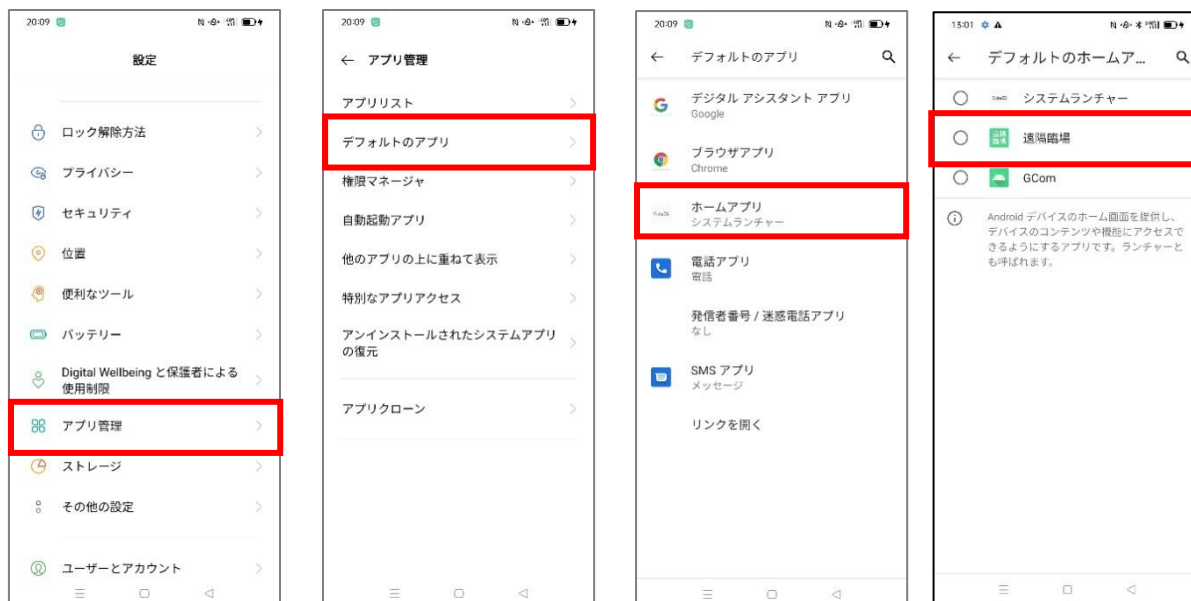 20:09
設定
ロック解除方法
プライバシー
セキュリティ
位置
便利なツール
バッテリー
Digital Wellbeing と保護者による
使用制限
アプリ管理
ストレージ
その他の設定
ユーザーとアカウント
20:09
アプリ管理
アプリリスト
デフォルトのアプリ
権限マネージャ
自動起動アプリ
他のアプリの上に重ねて表示
特別なアプリアクセス
アンインストールされたシステムアプリ
の復元
アプリクローン
20:09
デフォルトのアプリ
デジタル アシスタント アプリ
Google
ブラウザアプリ
Chrome
ホームアプリ
システムランチャー
電話アプリ
電話
発信者番号 / 迷惑電話アプリ
なし
SMS アプリ
メッセージ
リンクを開く
13:01
デフォルトのホームア...
システムランチャー
遠隔臨場
遠隔臨場
GCom
Android デバイスのホーム画面を提供し、
デバイスのコンテンツや機能にアクセスで
きるようにするアプリです。ランチャーと
も呼ばれます。